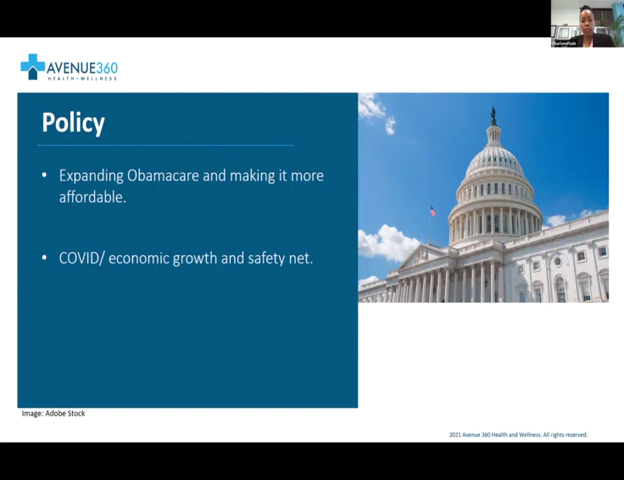 AVENUE360
HEALTH+WELLNESS
Policy
• Expanding Obamacare and making it more
affordable.
• COVID/ economic growth and safety net.
Image: Adobe Stock
2021 Avenue 360 Health and Wellness. All rights reserved.